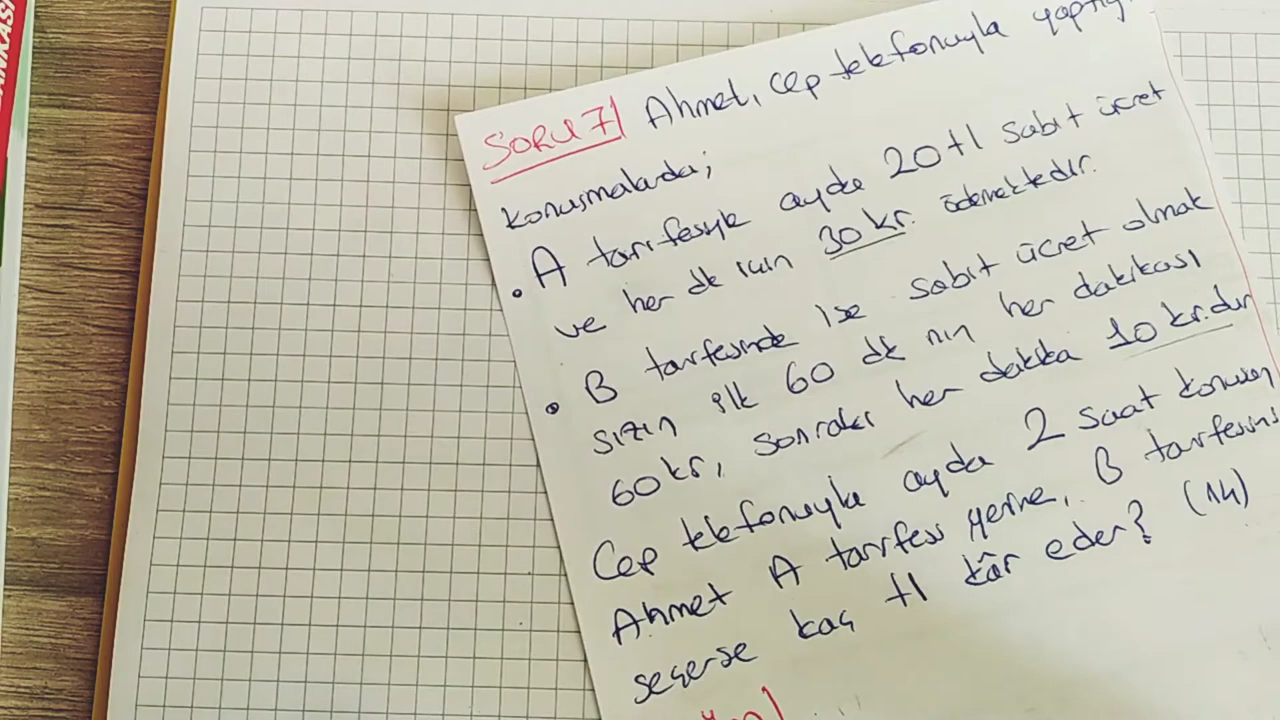 ANKASI
SORU 7 Ahmet, cep telefonuyla yaptığı
konuşmalarda;
• A tarifesiyle ayda 20 tl sabit ücret
ve her dk için 30 kr. ödemektedir.
• B tarifesinde ise sabit ücret olmak
sızın ilk 60 dk nın her dakikası
60 kr, sonraki her dakika 10 kr.dır
Cep telefonuyla ayda 2 saat konuşan
Ahmet A tarifesi yerine, B tarifesini
seçerse kaç tl kâr eder? (14)